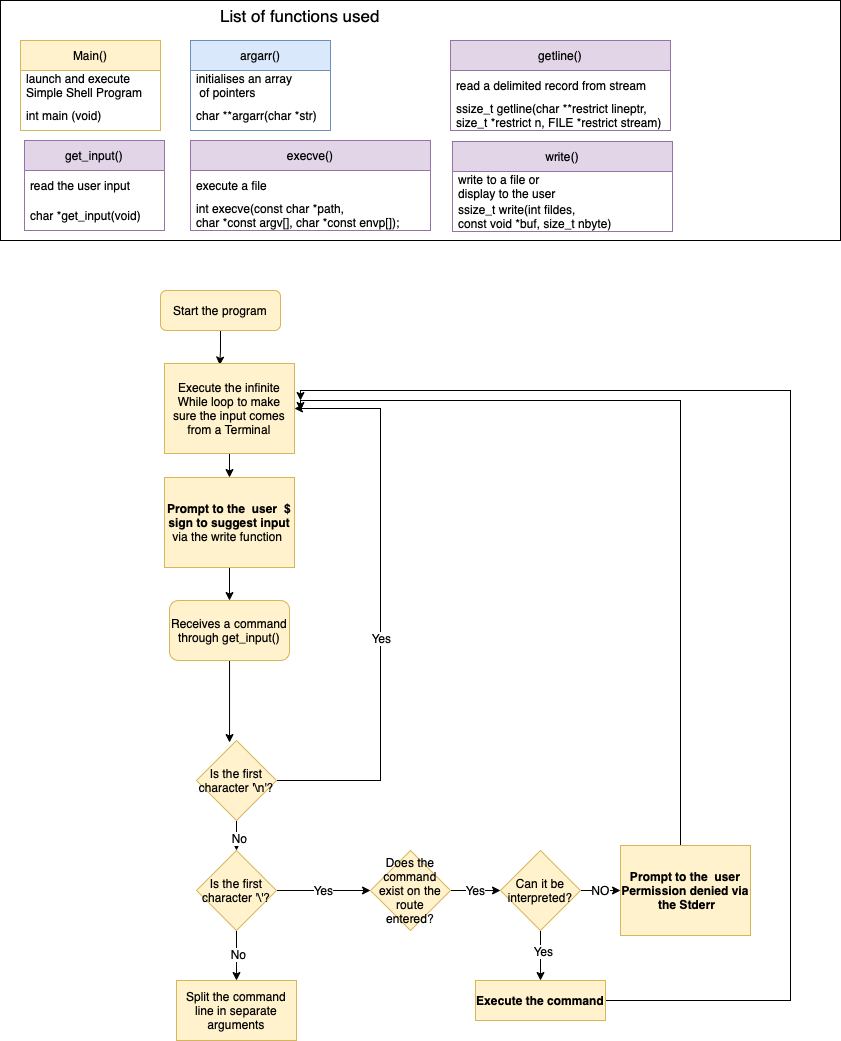 List of functions used
Main()
launch and execute
Simple Shell Program
int main (void)
argarr()
initialises an array
of pointers
char **argarr(char *str)
getline()
read a delimited record from stream
ssize_t getline(char **restrict lineptr,
size_t *restrict n, FILE *restrict stream)
get_input()
read the user input
char *get_input(void)
execve()
execute a file
int execve(const char *path,
char *const argv[], char *const envp[]);
write()
write to a file or
display to the user
ssize_t write(int fildes,
const void *buf, size_t nbyte)
Start the program
Execute the infinite
While loop to make
sure the input comes
from a Terminal
Prompt to the user $
sign to suggest input
via the write function
Receives a command
through get_input()
Yes
Is the first
character '\n'?
No
Is the first
character '\'?
Yes
Does the
command
exist on the
route
entered?
Yes
Can it be
interpreted?
NO
Prompt to the user
Permission denied via
the Stderr
No
Yes
Split the command
line in separate
arguments
Execute the command